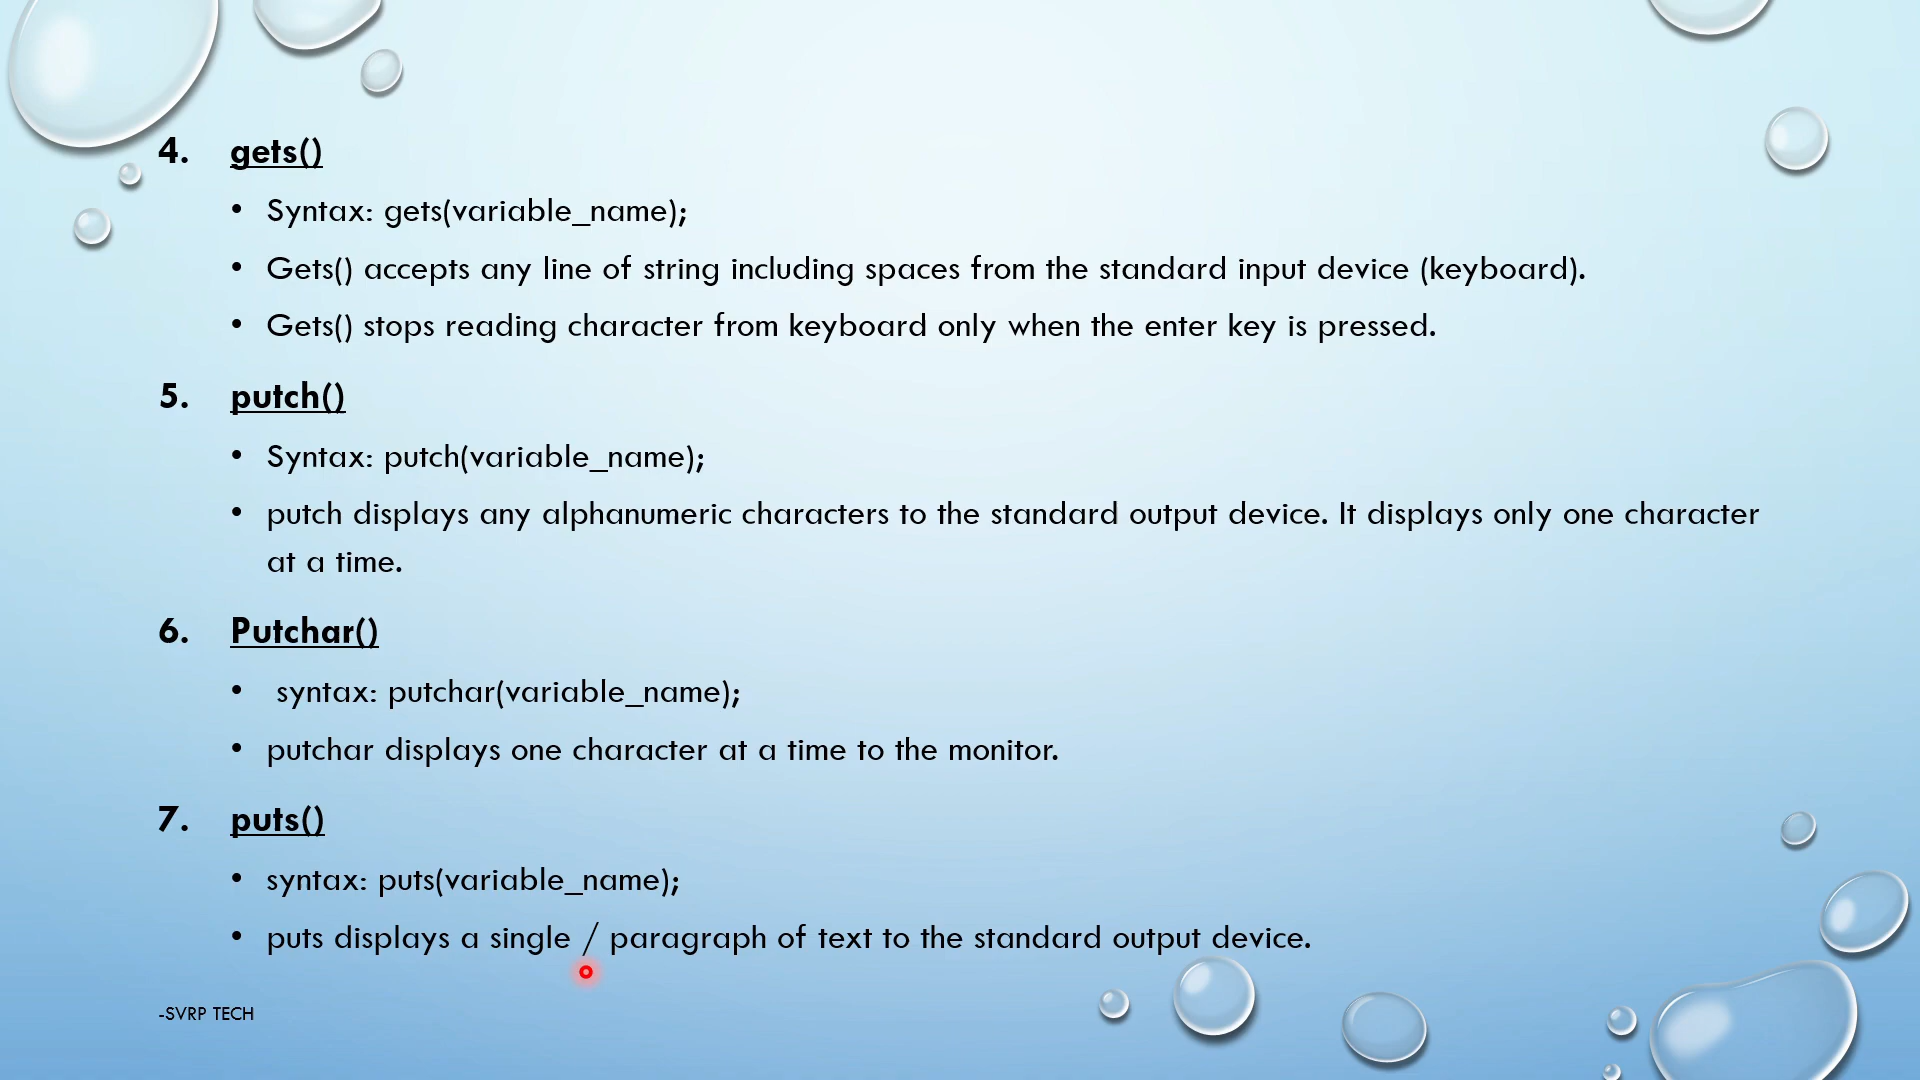 4. gets()
• Syntax: gets(variable_name);
• Gets() accepts any line of string including spaces from the standard input device (keyboard).
• Gets() stops reading character from keyboard only when the enter key is pressed.
5. putch()
• Syntax: putch(variable_name);
• putch displays any alphanumeric characters to the standard output device. It displays only one character
at a time.
6. Putchar()
• syntax: putchar(variable_name);
• putchar displays one character at a time to the monitor.
7. puts()
• syntax: puts(variable_name);
• puts displays a single / paragraph of text to the standard output device.
-SVRP TECH